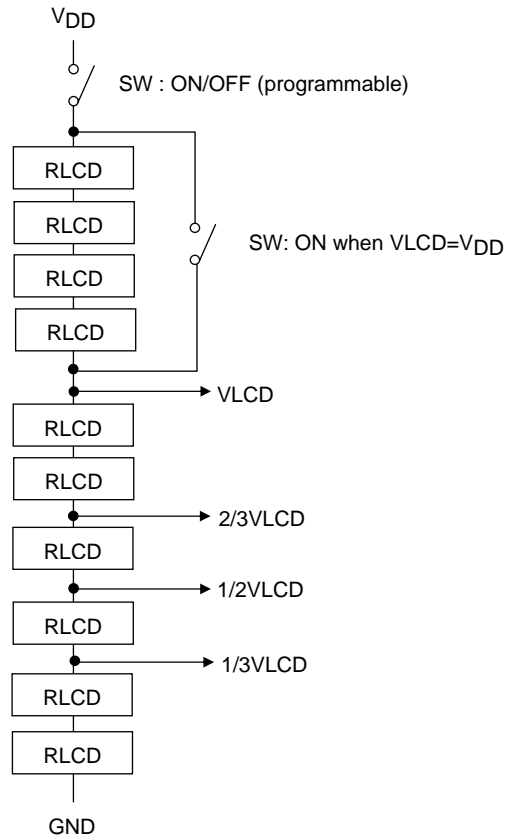 VDD
SW : ON/OFF (programmable)
RLCD
RLCD
SW: ON when VLCD=VDD
RLCD
RLCD
VLCD
RLCD
RLCD
2/3VLCD
RLCD
1/2VLCD
RLCD
1/3VLCD
RLCD
RLCD
GND